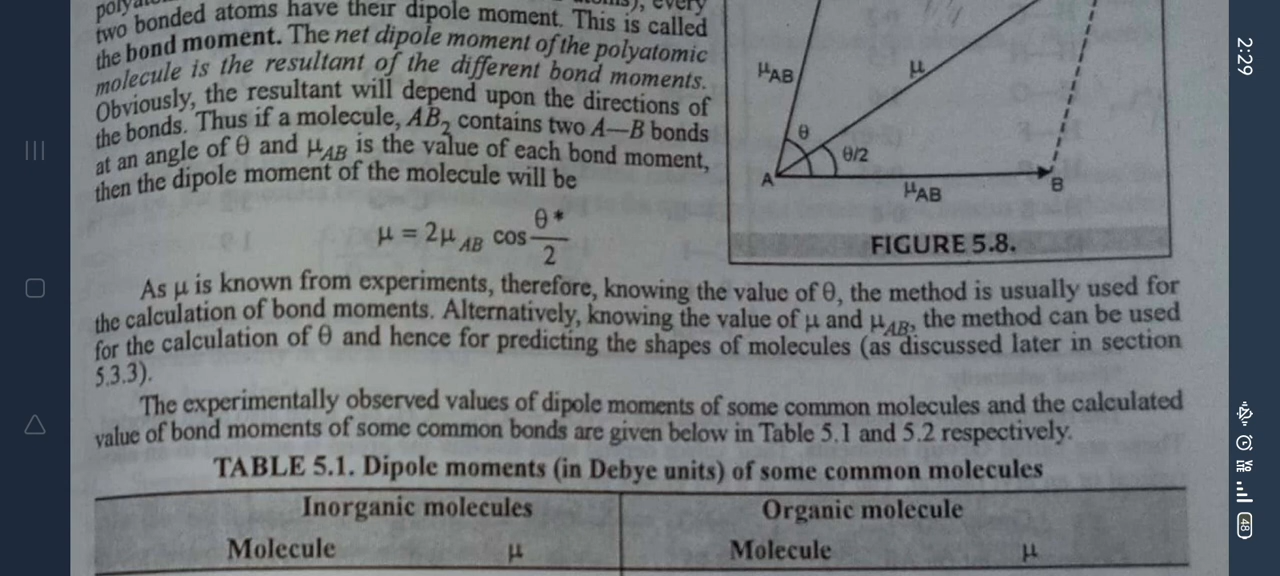 two bonded atoms have their dipole moment. This is called
the bond moment. The net dipole moment of the polyatomic
molecule is the resultant of the different bond moments.
Obviously, the resultant will depend upon the directions of
the bonds. Thus if a molecule, AB₂ contains two A—B bonds
at an angle of θ and μAB is the value of each bond moment,
then the dipole moment of the molecule will be
μ = 2μ AB cos θ* / 2
μAB
μ
θ
θ/2
A
μAB
B
FIGURE 5.8.
As μ is known from experiments, therefore, knowing the value of θ, the method is usually used for
the calculation of bond moments. Alternatively, knowing the value of μ and μAB, the method can be used
for the calculation of θ and hence for predicting the shapes of molecules (as discussed later in section
5.3.3).
The experimentally observed values of dipole moments of some common molecules and the calculated
value of bond moments of some common bonds are given below in Table 5.1 and 5.2 respectively.
TABLE 5.1. Dipole moments (in Debye units) of some common molecules
Inorganic molecules
Organic molecule
Molecule μ
Molecule μ
2:29
48